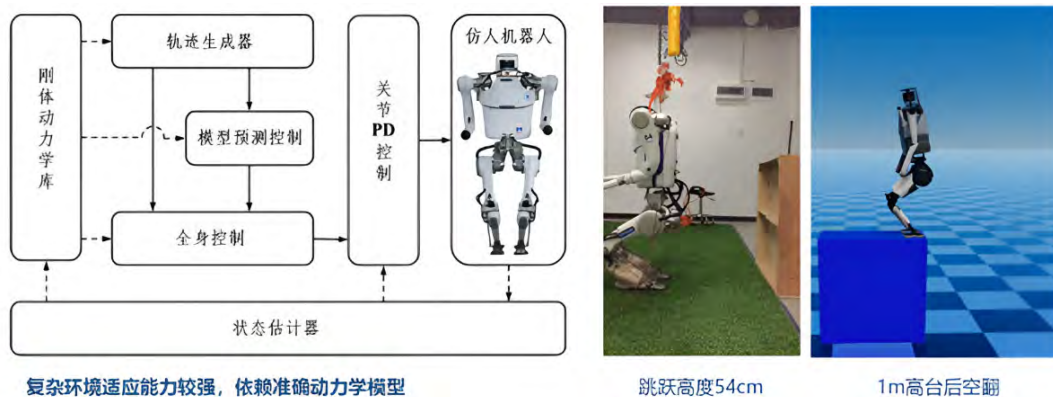 轨迹生成器
刚体动力学库
模型预测控制
全身控制
关节PD控制
仿人机器人
状态估计器
复杂环境适应能力较强，依赖准确动力学模型
跳跃高度54cm
1m高台后空翻